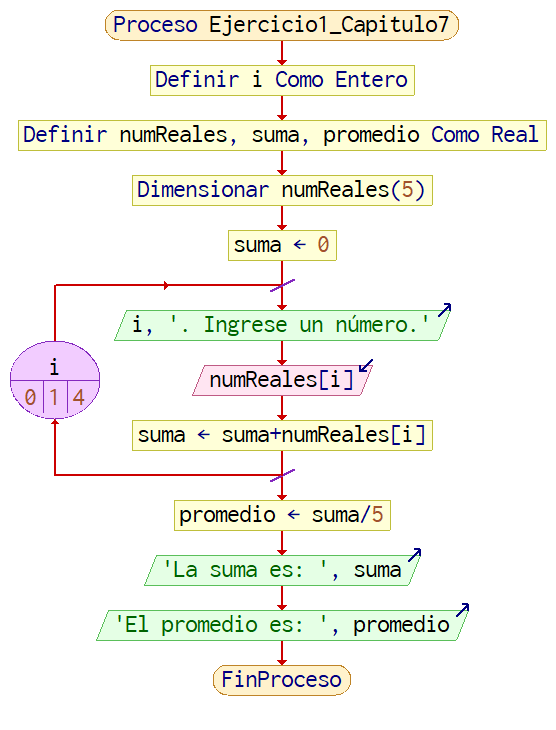 Proceso Ejercicio1_Capitulo7
Definir i Como Entero
Definir numReales, suma, promedio Como Real
Dimensionar numReales(5)
suma ← 0
i, '. Ingrese un número.'
i
0 1 4
numReales[i]
suma ← suma+numReales[i]
promedio ← suma/5
'La suma es: ', suma
'El promedio es: ', promedio
FinProceso